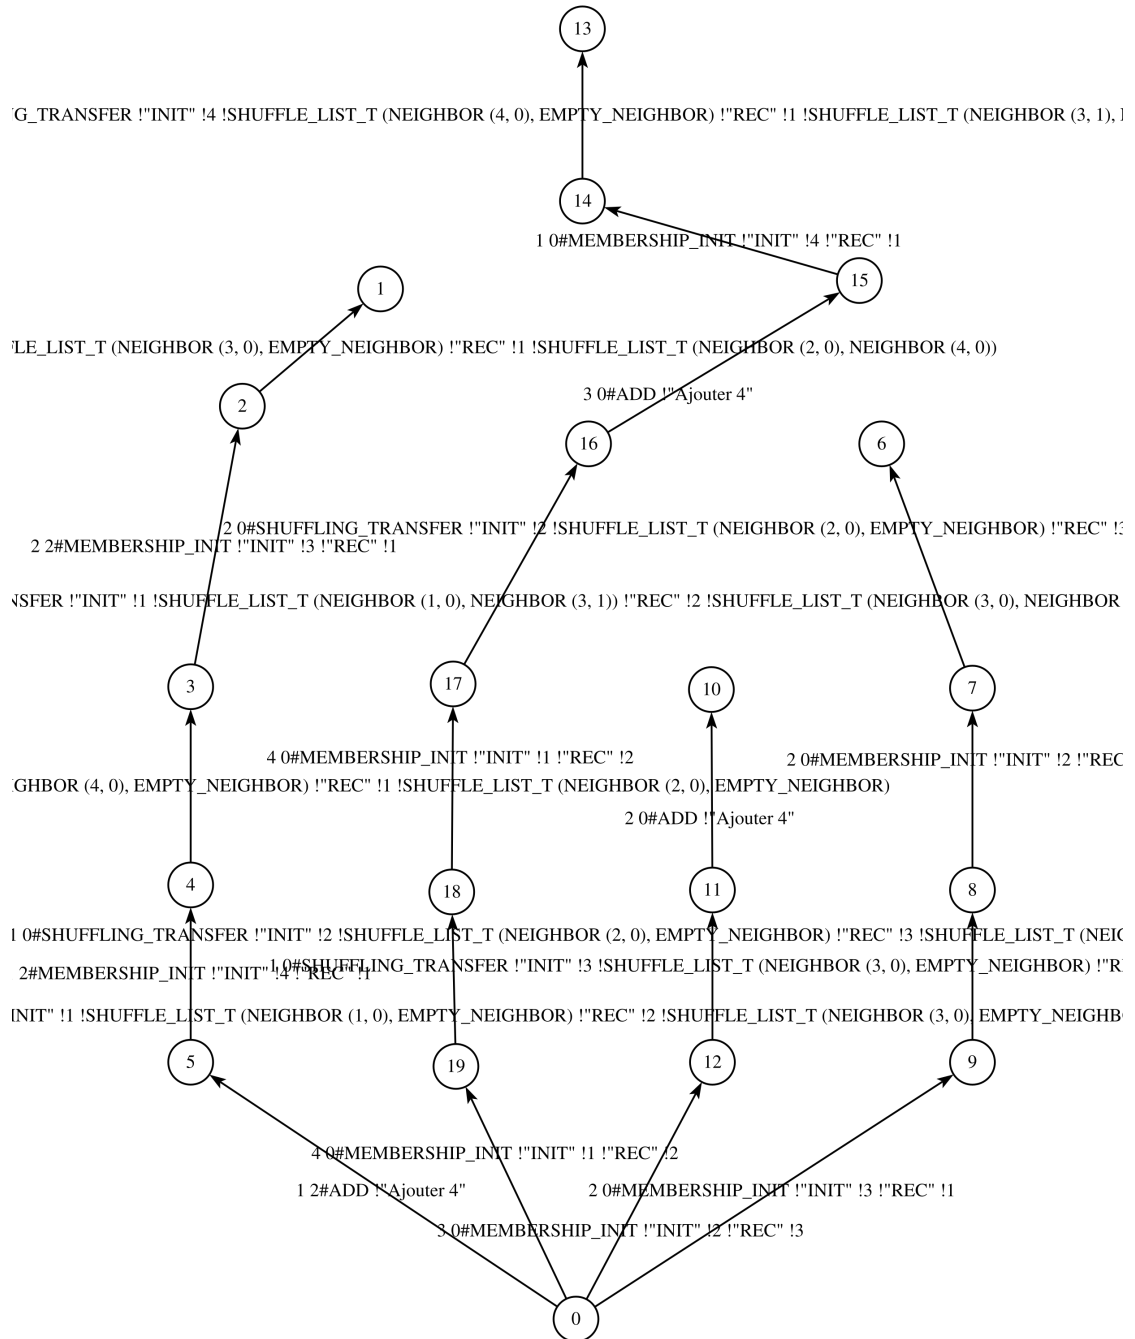 13
G_TRANSFER !"INIT" !4 !SHUFFLE_LIST_T (NEIGHBOR (4, 0), EMPTY_NEIGHBOR) !"REC" !1 !SHUFFLE_LIST_T (NEIGHBOR (3, 1),
14
1 0#MEMBERSHIP_INIT !"INIT" !4 !"REC" !1
15
1
LE_LIST_T (NEIGHBOR (3, 0), EMPTY_NEIGHBOR) !"REC" !1 !SHUFFLE_LIST_T (NEIGHBOR (2, 0), NEIGHBOR (4, 0))
3 0#ADD !"Ajouter 4"
2
16
6
2 0#SHUFFLING_TRANSFER !"INIT" !2 !SHUFFLE_LIST_T (NEIGHBOR (2, 0), EMPTY_NEIGHBOR) !"REC" !3
2 2#MEMBERSHIP_INIT !"INIT" !3 !"REC" !1
NSFER !"INIT" !1 !SHUFFLE_LIST_T (NEIGHBOR (1, 0), NEIGHBOR (3, 1)) !"REC" !2 !SHUFFLE_LIST_T (NEIGHBOR (3, 0), NEIGHBOR
3
17
10
7
4 0#MEMBERSHIP_INIT !"INIT" !1 !"REC" !2
2 0#MEMBERSHIP_INIT !"INIT" !2 !"REC
GHBOR (4, 0), EMPTY_NEIGHBOR) !"REC" !1 !SHUFFLE_LIST_T (NEIGHBOR (2, 0), EMPTY_NEIGHBOR)
2 0#ADD !"Ajouter 4"
4
18
11
8
1 0#SHUFFLING_TRANSFER !"INIT" !2 !SHUFFLE_LIST_T (NEIGHBOR (2, 0), EMPTY_NEIGHBOR) !"REC" !3 !SHUFFLE_LIST_T (NEIG
1 0#SHUFFLING_TRANSFER !"INIT" !3 !SHUFFLE_LIST_T (NEIGHBOR (3, 0), EMPTY_NEIGHBOR) !"R
2#MEMBERSHIP_INIT !"INIT" !4 !"REC" !1
INIT" !1 !SHUFFLE_LIST_T (NEIGHBOR (1, 0), EMPTY_NEIGHBOR) !"REC" !2 !SHUFFLE_LIST_T (NEIGHBOR (3, 0), EMPTY_NEIGHB
5
19
12
9
4 0#MEMBERSHIP_INIT !"INIT" !1 !"REC" !2
1 2#ADD !"Ajouter 4"
2 0#MEMBERSHIP_INIT !"INIT" !3 !"REC" !1
3 0#MEMBERSHIP_INIT !"INIT" !2 !"REC" !3
0